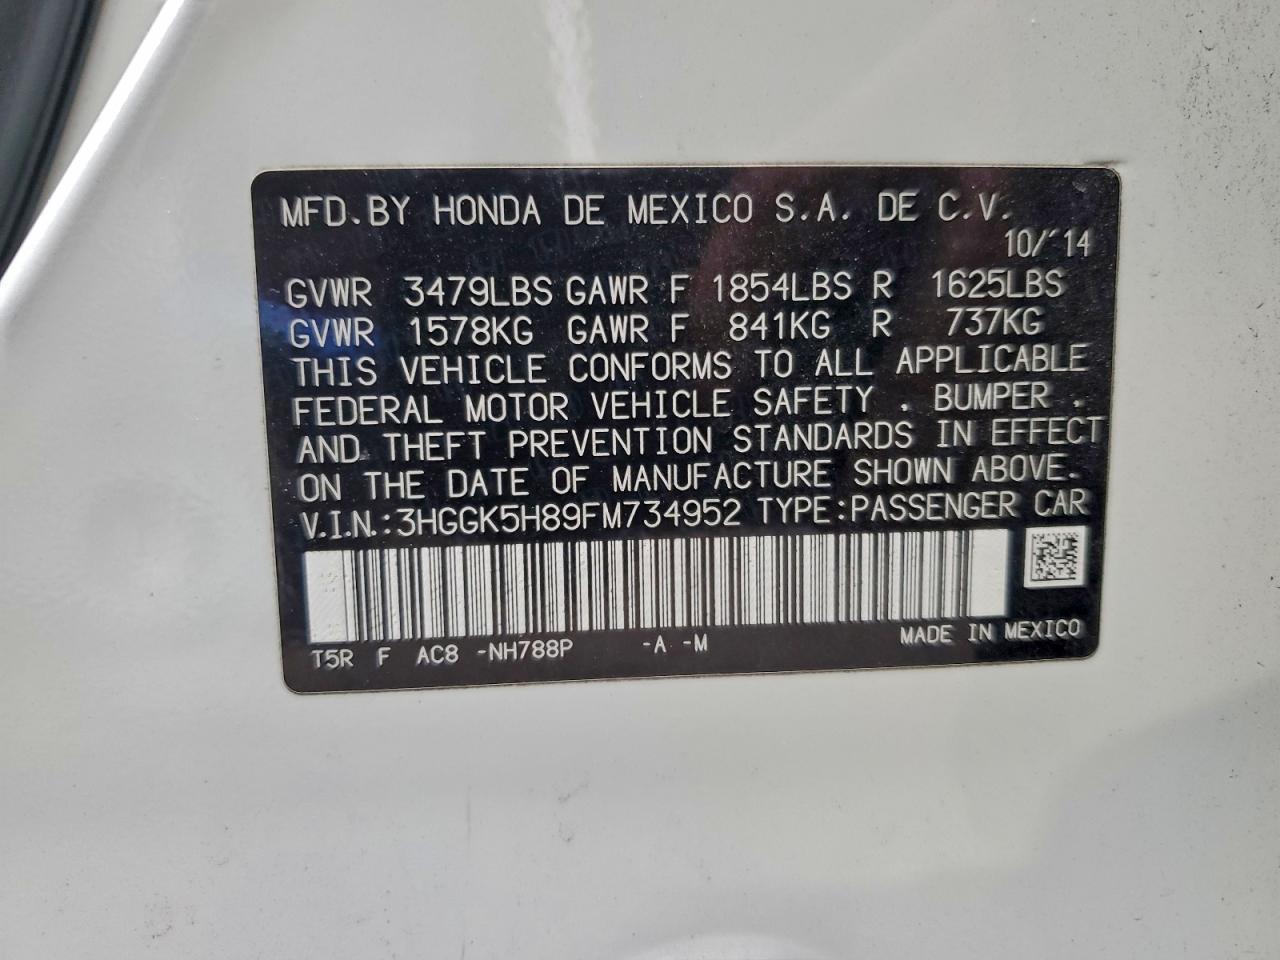 MFD.BY HONDA DE MEXICO S.A. DE C.V.
10/'14
GVWR 3479LBS GAWR F 1854LBS R 1625LBS
GVWR 1578KG GAWR F 841KG R 737KG
THIS VEHICLE CONFORMS TO ALL APPLICABLE
FEDERAL MOTOR VEHICLE SAFETY , BUMPER ,
AND THEFT PREVENTION STANDARDS IN EFFECT
ON THE DATE OF MANUFACTURE SHOWN ABOVE.
V.I.N.:3HGGK5H89FM734952 TYPE:PASSENGER CAR
T5R F AC8 -NH788P -A -M MADE IN MEXICO